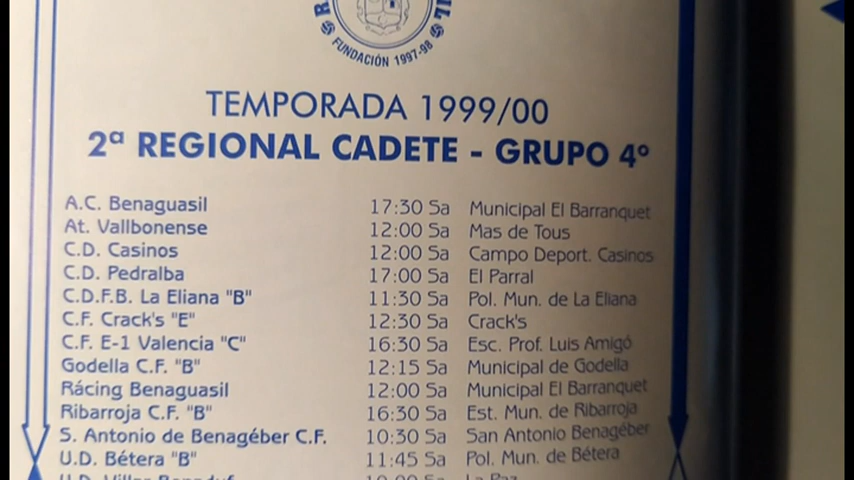 FUNDACIÓN 1997-98
TEMPORADA 1999/00
2ª REGIONAL CADETE - GRUPO 4º
A.C. Benaguasil 17:30 Sa Municipal El Barranquet
At. Vallbonense 12:00 Sa Mas de Tous
C.D. Casinos 12:00 Sa Campo Deport. Casinos
C.D. Pedralba 17:00 Sa El Parral
C.D.F.B. La Eliana "B" 11:30 Sa Pol. Mun. de La Eliana
C.F. Crack's "E" 12:30 Sa Crack's
C.F. E-1 Valencia "C" 16:30 Sa Esc. Prof. Luis Amigó
Godella C.F. "B" 12:15 Sa Municipal de Godella
Rácing Benaguasil 12:00 Sa Municipal El Barranquet
Ribarroja C.F. "B" 16:30 Sa Est. Mun. de Ribarroja
S. Antonio de Benagéber C.F. 10:30 Sa San Antonio Benagéber
U.D. Bétera "B" 11:45 Sa Pol. Mun. de Bétera